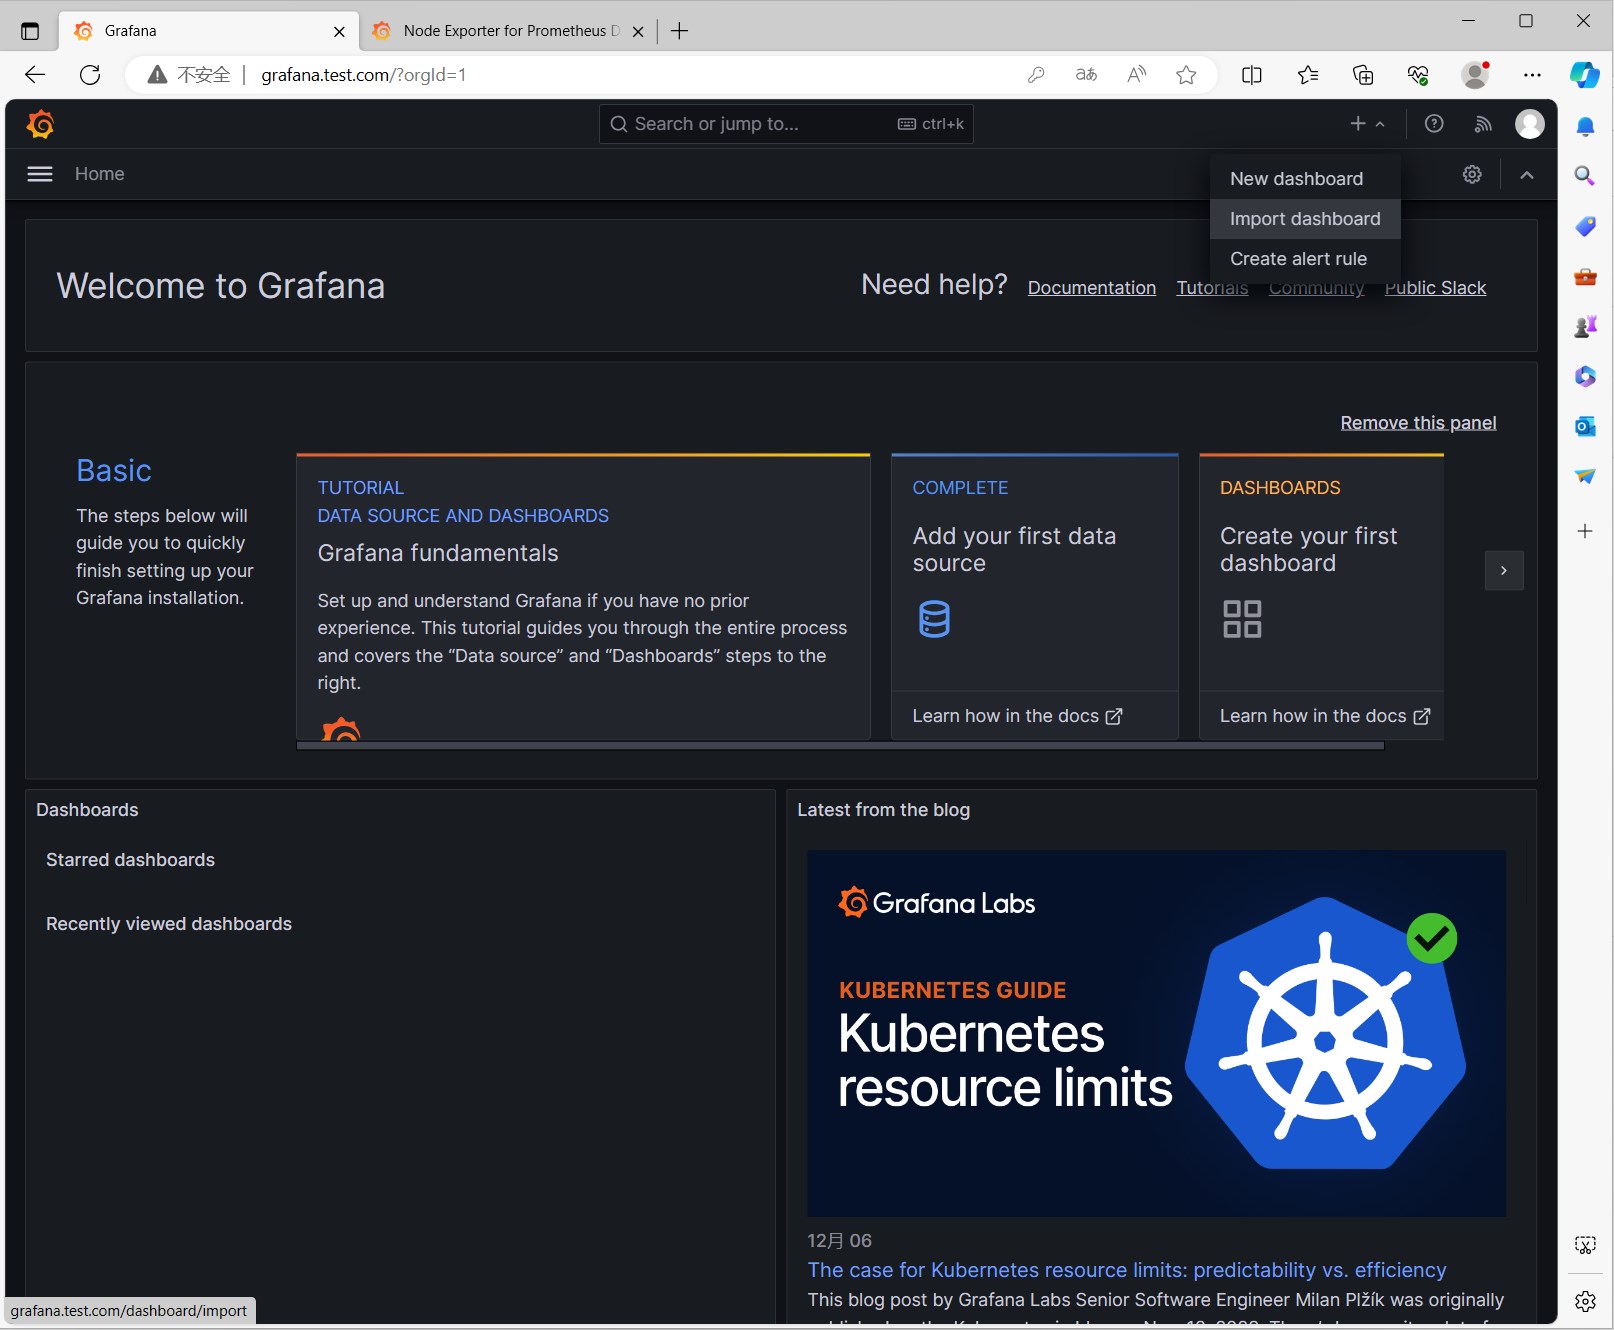 Grafana
Node Exporter for Prometheus D
不安全
grafana.test.com/?orgId=1
Search or jump to...
ctrl+k
Home
New dashboard
Import dashboard
Create alert rule
Welcome to Grafana
Need help?
Documentation
Tutorials
Community
Public Slack
Remove this panel
Basic
The steps below will
guide you to quickly
finish setting up your
Grafana installation.
TUTORIAL
DATA SOURCE AND DASHBOARDS
Grafana fundamentals
Set up and understand Grafana if you have no prior
experience. This tutorial guides you through the entire process
and covers the “Data source” and “Dashboards” steps to the
right.
COMPLETE
Add your first data
source
Learn how in the docs
DASHBOARDS
Create your first
dashboard
Learn how in the docs
Dashboards
Starred dashboards
Recently viewed dashboards
Latest from the blog
Grafana Labs
KUBERNETES GUIDE
Kubernetes
resource limits
12月 06
The case for Kubernetes resource limits: predictability vs. efficiency
This blog post by Grafana Labs Senior Software Engineer Milan Plžík was originally
grafana.test.com/dashboard/import